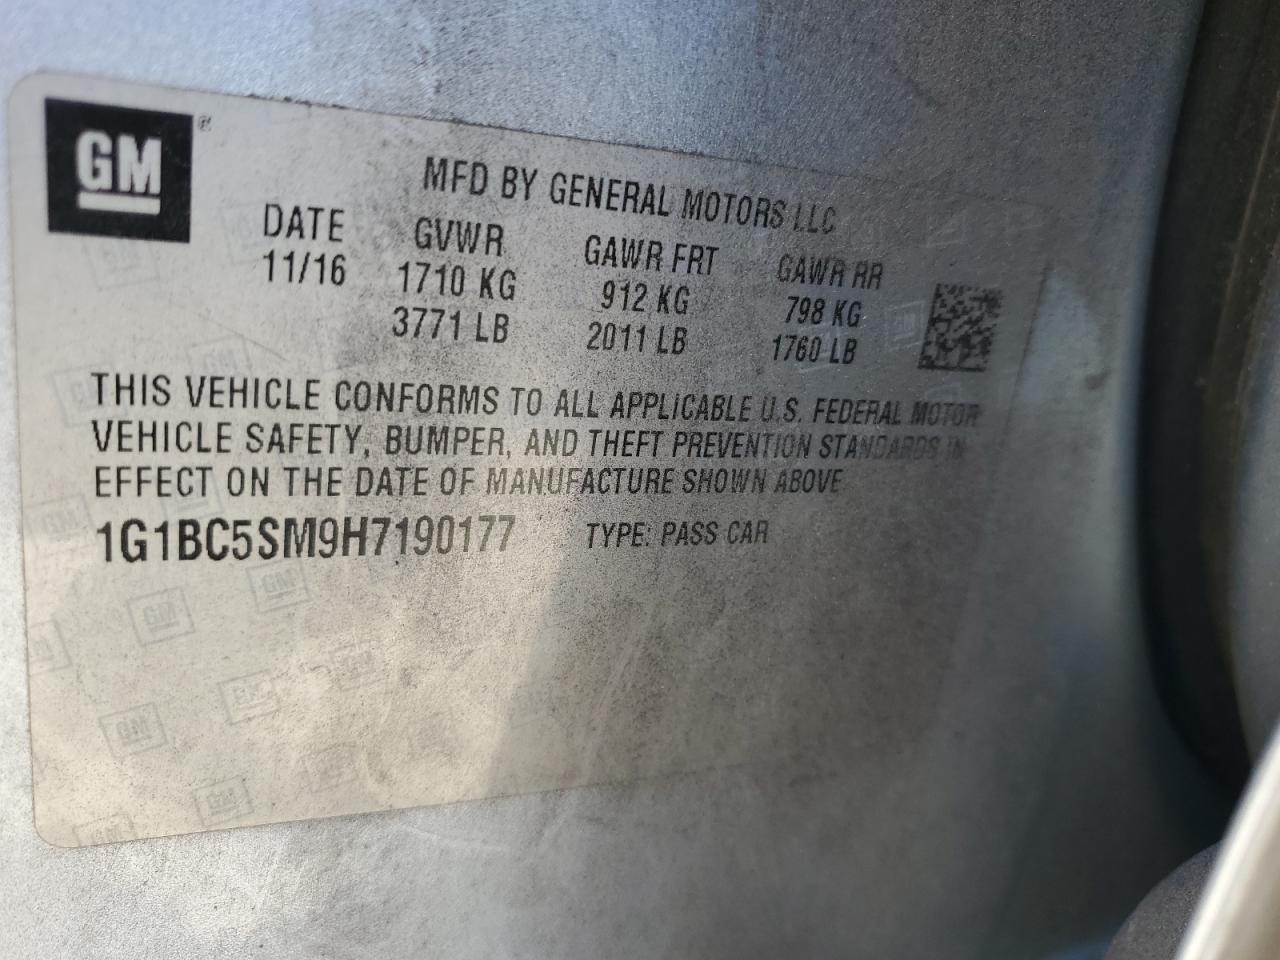 GM
MFD BY GENERAL MOTORS LLC
DATE GVWR GAWR FRT GAWR RR
11/16 1710 KG 912 KG 798 KG
3771 LB 2011 LB 1760 LB
THIS VEHICLE CONFORMS TO ALL APPLICABLE U.S. FEDERAL MOTOR
VEHICLE SAFETY, BUMPER, AND THEFT PREVENTION STANDARDS IN
EFFECT ON THE DATE OF MANUFACTURE SHOWN ABOVE
1G1BC5SM9H7190177 TYPE: PASS CAR